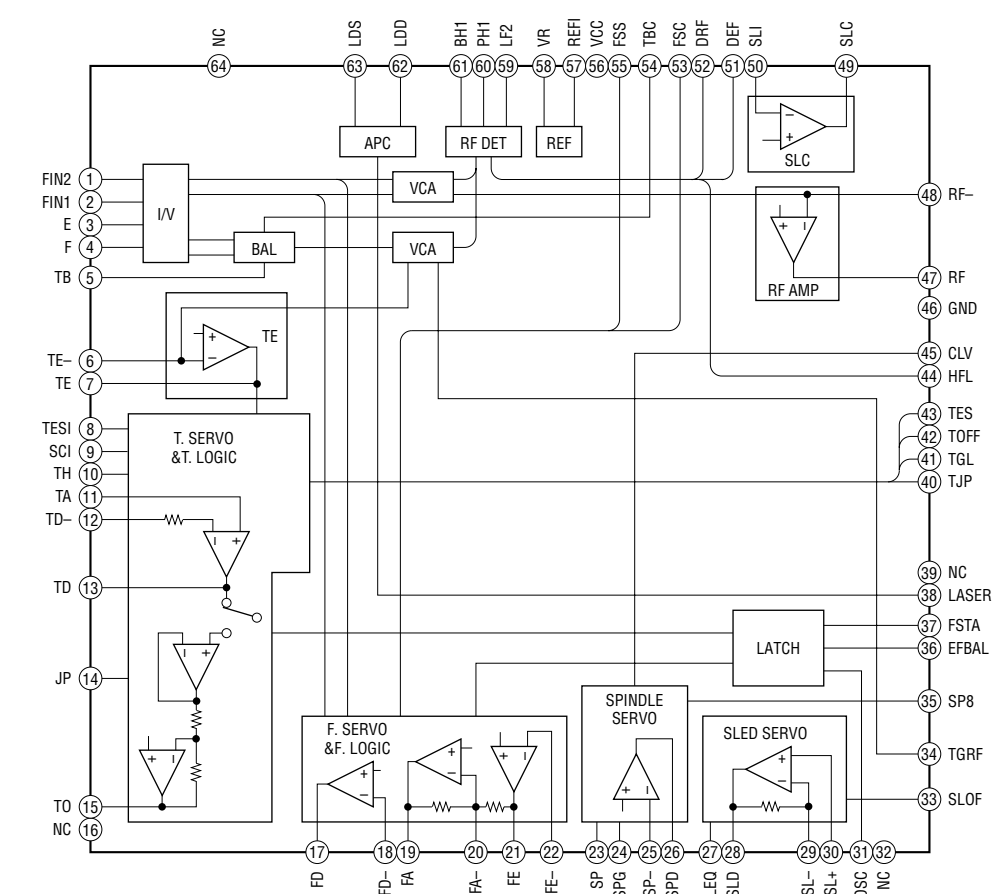 NC
LDS
LDD
BH1
PH1
LF2
VR
REFI
VCC
FSS
TBC
FSC
DRF
DEF
SLI
SLC
64
63
62
61
60
59
58
57
56
55
54
53
52
51
50
49
APC
RF DET
REF
SLC
− +
FIN2 1
FIN1 2
E 3
F 4
TB 5
TE– 6
TE 7
TESI 8
SCI 9
TH 10
TA 11
TD– 12
TD 13
JP 14
TO 15
NC 16
I/V
VCA
BAL
VCA
TE
+ −
RF AMP
+ −
48 RF–
47 RF
46 GND
45 CLV
44 HFL
43 TES
42 TOFF
41 TGL
40 TJP
39 NC
38 LASER
37 FSTA
36 EFBAL
35 SP8
34 TGRF
33 SLOF
T. SERVO
&T. LOGIC
− +
− +
+ −
LATCH
F. SERVO
&F. LOGIC
+ −
+ −
+ −
SPINDLE
SERVO
+ −
SLED SERVO
+ −
17
18
19
20
21
22
23
24
25
26
27
28
29
30
31
32
FD
FD–
FA
FA–
FE
FE–
SP
SPG
SP–
SPD
LEQ
SLD
SL–
SL+
OSC
NC